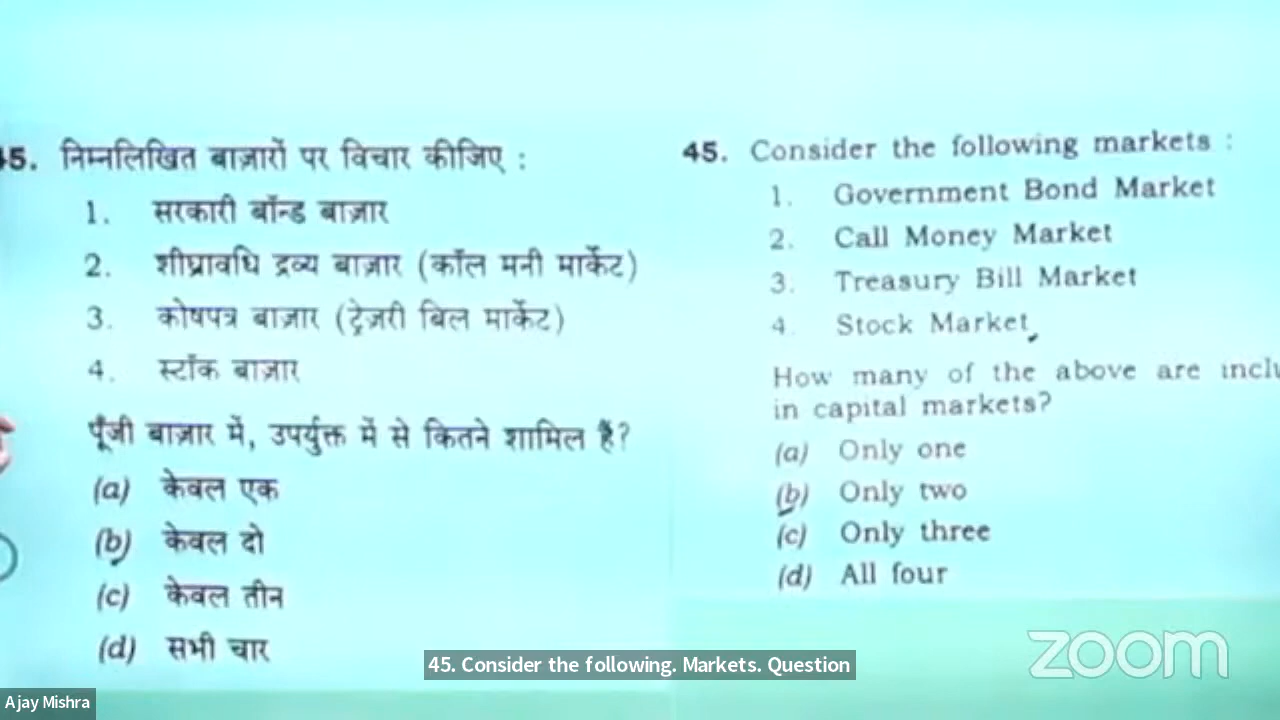 45. निम्नलिखित बाज़ारों पर विचार कीजिए :
1. सरकारी बॉन्ड बाज़ार
2. शीघ्रावधि द्रव्य बाज़ार (कॉल मनी मार्केट)
3. कोषपत्र बाज़ार (ट्रेज़री बिल मार्केट)
4. स्टॉक बाज़ार
पूँजी बाज़ार में, उपर्युक्त में से कितने शामिल हैं?
(a) केवल एक
(b) केवल दो
(c) केवल तीन
(d) सभी चार
45. Consider the following markets :
1. Government Bond Market
2. Call Money Market
3. Treasury Bill Market
4. Stock Market
How many of the above are
in capital markets?
(a) Only one
(b) Only two
(c) Only three
(d) All four
45. Consider the following. Markets. Question
zoom
Ajay Mishra